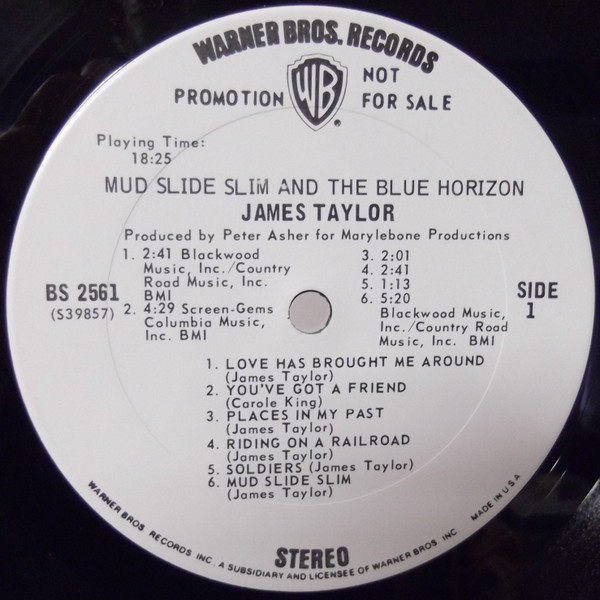 WARNER BROS. RECORDS
PROMOTION
WB
®
NOT
FOR SALE
Playing Time:
18:25
MUD SLIDE SLIM AND THE BLUE HORIZON
JAMES TAYLOR
Produced by Peter Asher for Marylebone Productions
BS 2561
(S39857)
1. 2:41 Blackwood
Music, Inc./Country
Road Music, Inc.
BMI
2. 4:29 Screen-Gems
Columbia Music,
Inc. BMI
3. 2:01
4. 2:41
5. 1:13
6. 5:20
Blackwood Music,
Inc./Country Road
Music, Inc. BMI
SIDE
1
1. LOVE HAS BROUGHT ME AROUND
(James Taylor)
2. YOU'VE GOT A FRIEND
(Carole King)
3. PLACES IN MY PAST
(James Taylor)
4. RIDING ON A RAILROAD
(James Taylor)
5. SOLDIERS (James Taylor)
6. MUD SLIDE SLIM
(James Taylor)
STEREO
WARNER BROS. RECORDS INC. A SUBSIDIARY AND LICENSEE OF WARNER BROS. INC. MADE IN U.S.A.